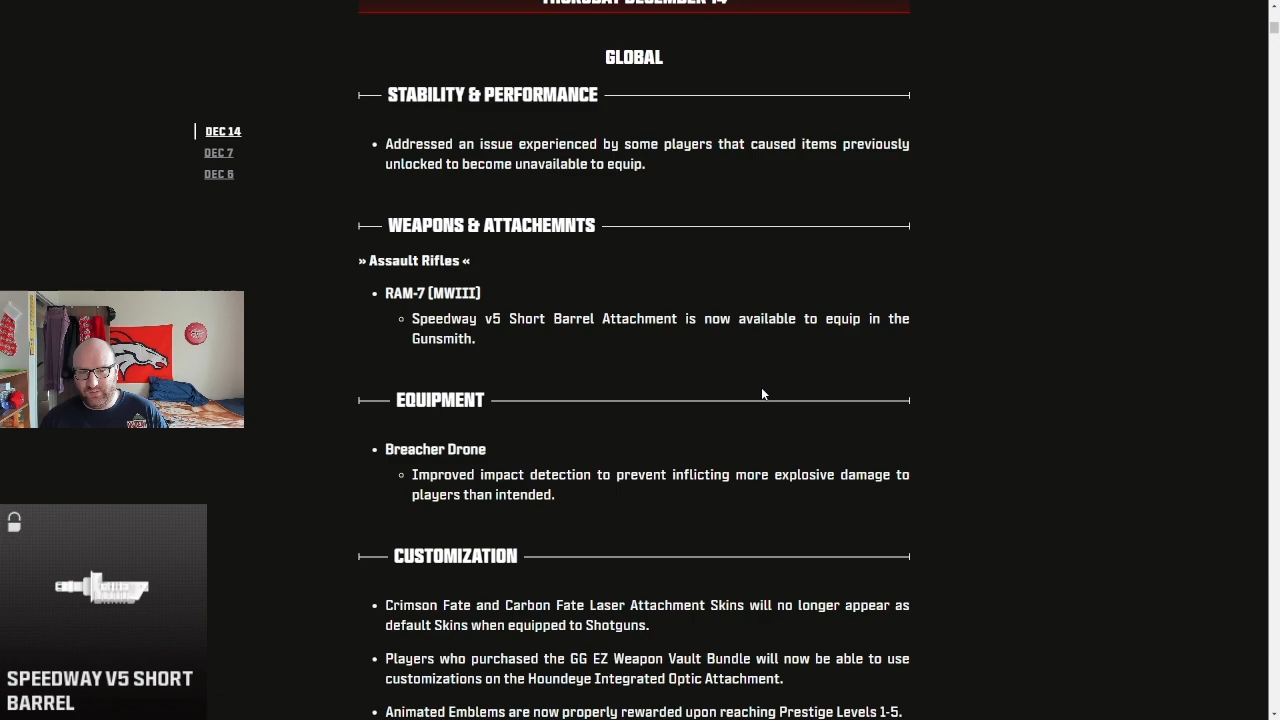 THURSDAY DECEMBER 14
GLOBAL
STABILITY & PERFORMANCE
DEC 14
DEC 7
DEC 6
• Addressed an issue experienced by some players that caused items previously
unlocked to become unavailable to equip.
WEAPONS & ATTACHEMNTS
» Assault Rifles «
• RAM-7 (MWIII)
◦ Speedway v5 Short Barrel Attachment is now available to equip in the
Gunsmith.
EQUIPMENT
• Breacher Drone
◦ Improved impact detection to prevent inflicting more explosive damage to
players than intended.
CUSTOMIZATION
• Crimson Fate and Carbon Fate Laser Attachment Skins will no longer appear as
default Skins when equipped to Shotguns.
• Players who purchased the GG EZ Weapon Vault Bundle will now be able to use
customizations on the Houndeye Integrated Optic Attachment.
• Animated Emblems are now properly rewarded upon reaching Prestige Levels 1-5.
SPEEDWAY V5 SHORT
BARREL